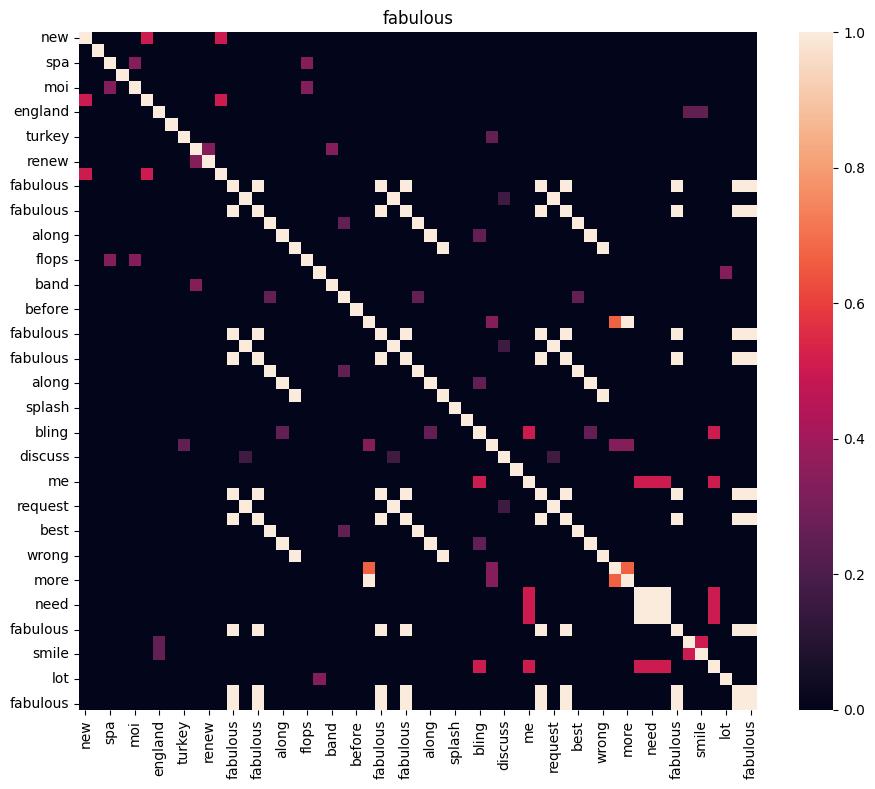 fabulous
new
spa
moi
england
turkey
renew
fabulous
fabulous
along
flops
band
before
fabulous
fabulous
along
splash
bling
discuss
me
request
best
wrong
more
need
fabulous
smile
lot
fabulous
1.0
0.8
0.6
0.4
0.2
0.0
new
spa
moi
england
turkey
renew
fabulous
fabulous
along
flops
band
before
fabulous
fabulous
along
splash
bling
discuss
me
request
best
wrong
more
need
fabulous
smile
lot
fabulous